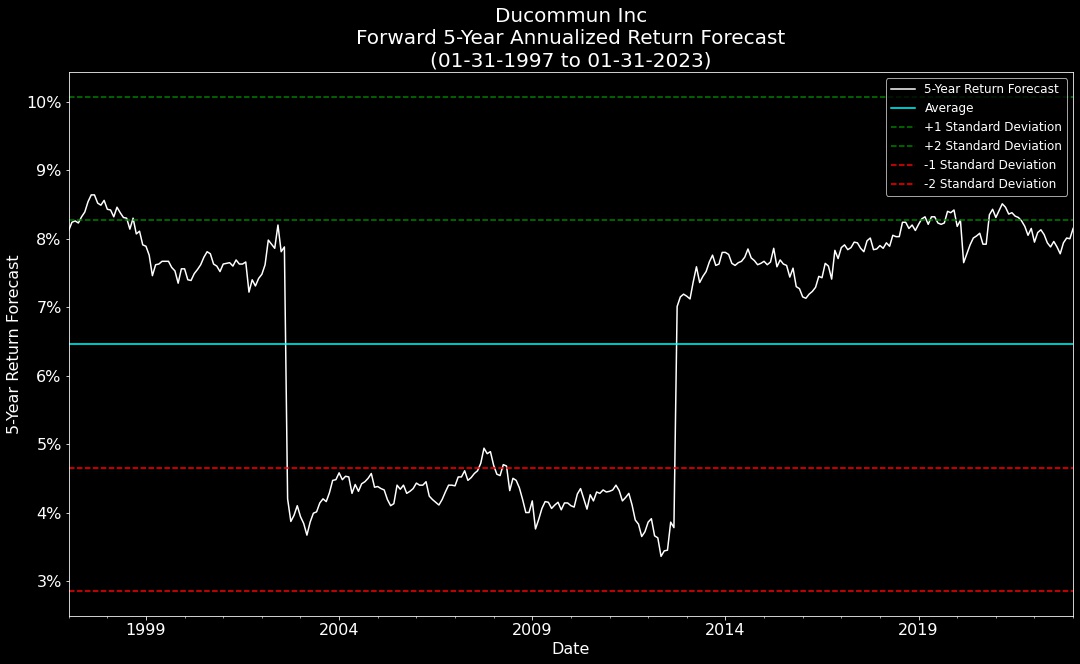 Ducommun Inc
Forward 5-Year Annualized Return Forecast
(01-31-1997 to 01-31-2023)
5-Year Return Forecast
Average
+1 Standard Deviation
+2 Standard Deviation
-1 Standard Deviation
-2 Standard Deviation
10%
9%
8%
7%
6%
5%
4%
3%
5-Year Return Forecast
1999 2004 2009 2014 2019
Date